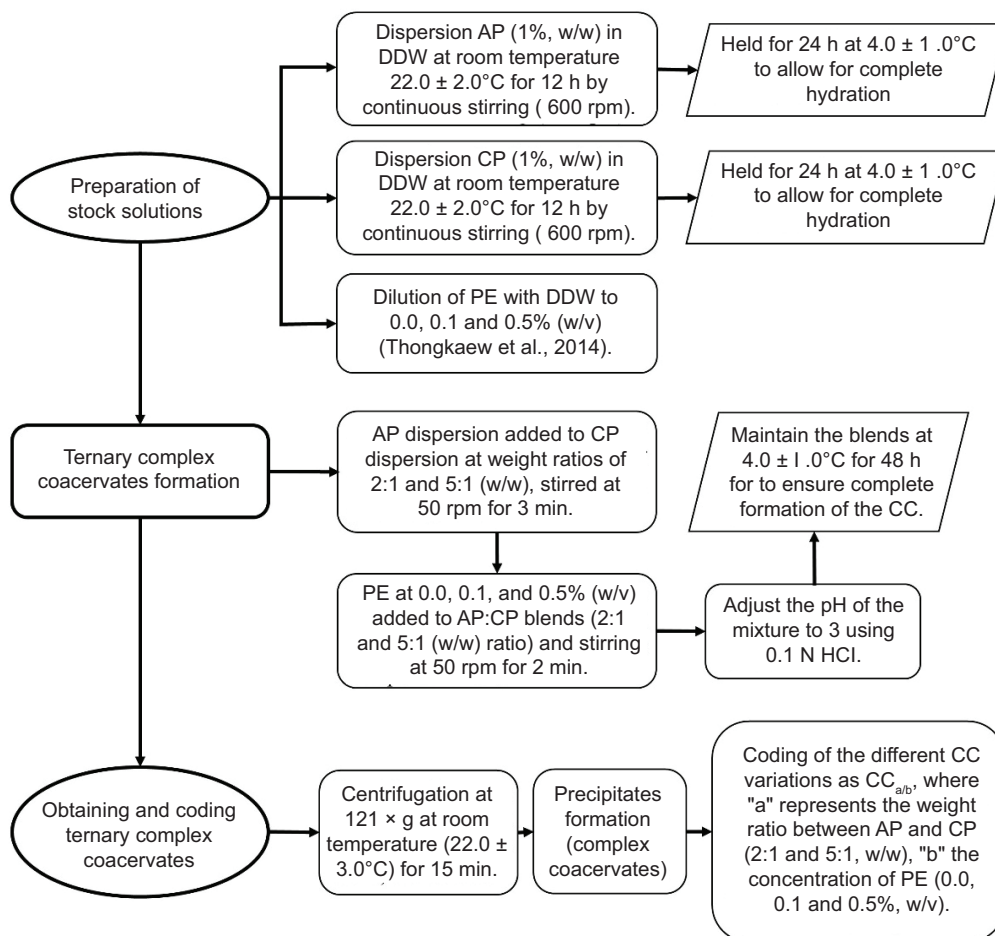 Dispersion AP (1%, w/w) in
DDW at room temperature
22.0 ± 2.0°C for 12 h by
continuous stirring ( 600 rpm).
Held for 24 h at 4.0 ± 1 .0°C
to allow for complete
hydration
Preparation of
stock solutions
Dispersion CP (1%, w/w) in
DDW at room temperature
22.0 ± 2.0°C for 12 h by
continuous stirring ( 600 rpm).
Held for 24 h at 4.0 ± 1 .0°C
to allow for complete
hydration
Dilution of PE with DDW to
0.0, 0.1 and 0.5% (w/v)
(Thongkaew et al., 2014).
Ternary complex
coacervates formation
AP dispersion added to CP
dispersion at weight ratios of
2:1 and 5:1 (w/w), stirred at
50 rpm for 3 min.
PE at 0.0, 0.1, and 0.5% (w/v)
added to AP:CP blends (2:1
and 5:1 (w/w) ratio) and stirring
at 50 rpm for 2 min.
Adjust the pH of the
mixture to 3 using
0.1 N HCI.
Maintain the blends at
4.0 ± I .0°C for 48 h
for to ensure complete
formation of the CC.
Obtaining and coding
ternary complex
coacervates
Centrifugation at
121 × g at room
temperature (22.0 ±
3.0°C) for 15 min.
Precipitates
formation
(complex
coacervates)
Coding of the different CC
variations as CCa/b, where
"a" represents the weight
ratio between AP and CP
(2:1 and 5:1, w/w), "b" the
concentration of PE (0.0,
0.1 and 0.5%, w/v).